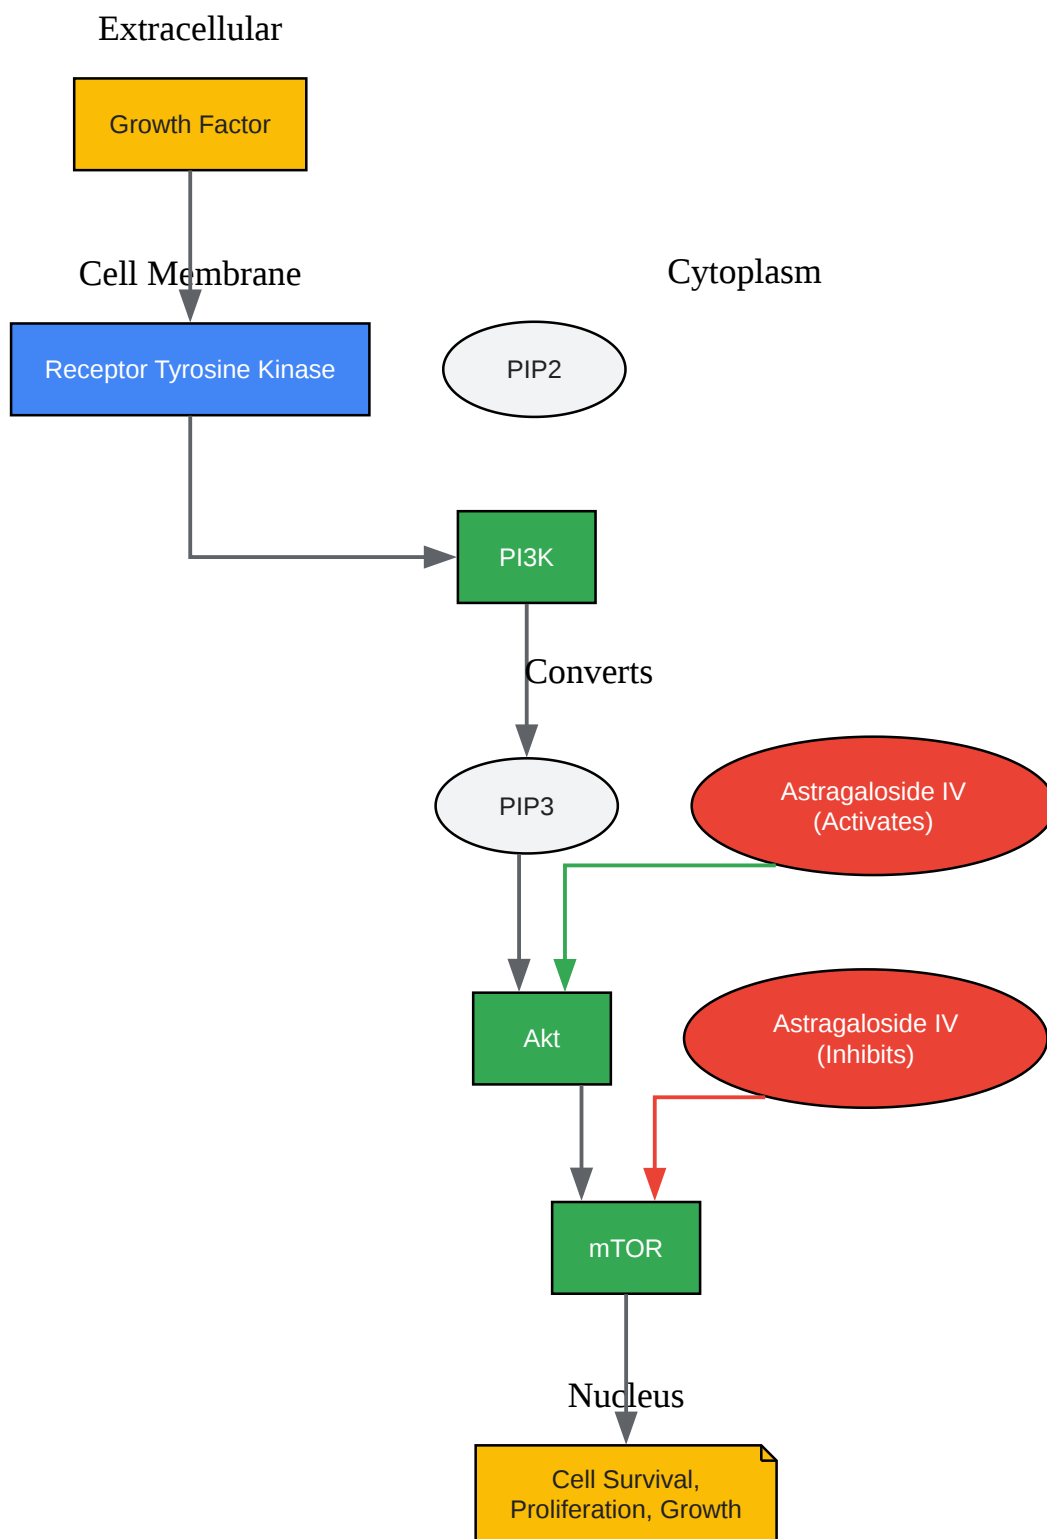 Extracellular
Growth Factor
Cell Membrane
Cytoplasm
Receptor Tyrosine Kinase
PIP2
PI3K
Converts
PIP3
Astragaloside IV
(Activates)
Akt
Astragaloside IV
(Inhibits)
mTOR
Nucleus
Cell Survival,
Proliferation, Growth